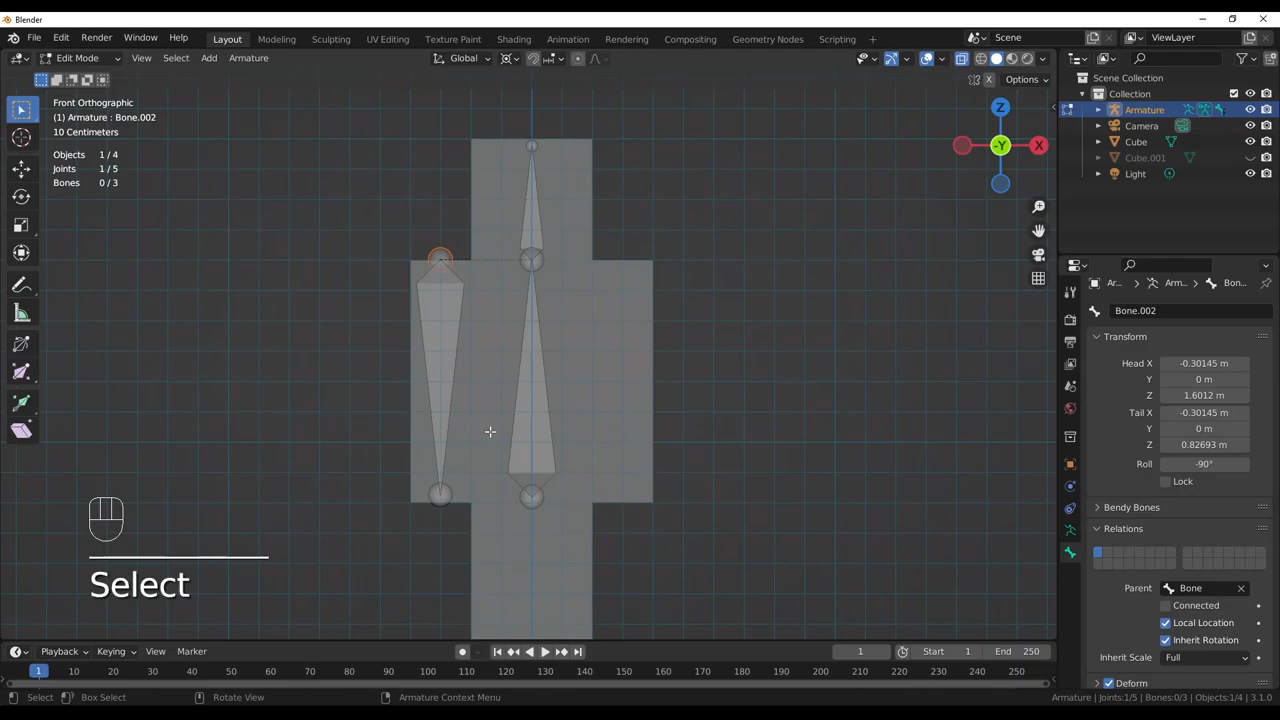 Blender
File Edit Render Window Help Layout Modeling Sculpting UV Editing Texture Paint Shading Animation Rendering Compositing Geometry Nodes Scripting Scene ViewLayer
Edit Mode View Select Add Armature Global
X Options
Front Orthographic
(1) Armature : Bone.002
10 Centimeters
Objects 1/4
Joints 1/5
Bones 0/3
Z
-Y X
Select
Scene Collection
Collection
Armature
Camera
Cube
Cube.001
Light
Ar... Arm... Bon...
Bone.002
Transform
Head X -0.30145 m
Y 0 m
Z 1.6012 m
Tail X -0.30145 m
Y 0 m
Z 0.82693 m
Roll -90°
Lock
Bendy Bones
Relations
Parent Bone
Connected
Local Location
Inherit Rotation
Inherit Scale Full
Deform
Playback Keying View Marker 1 Start 1 End 250
1 10 20 30 40 50 60 70 80 90 100 110 120 130 140 150 160 170 180 190 200 210 220 230 240 250
Select Box Select Rotate View Armature Context Menu Armature | Joints:1/5 | Bones:0/3 | Objects:1/4 | 3.1.0